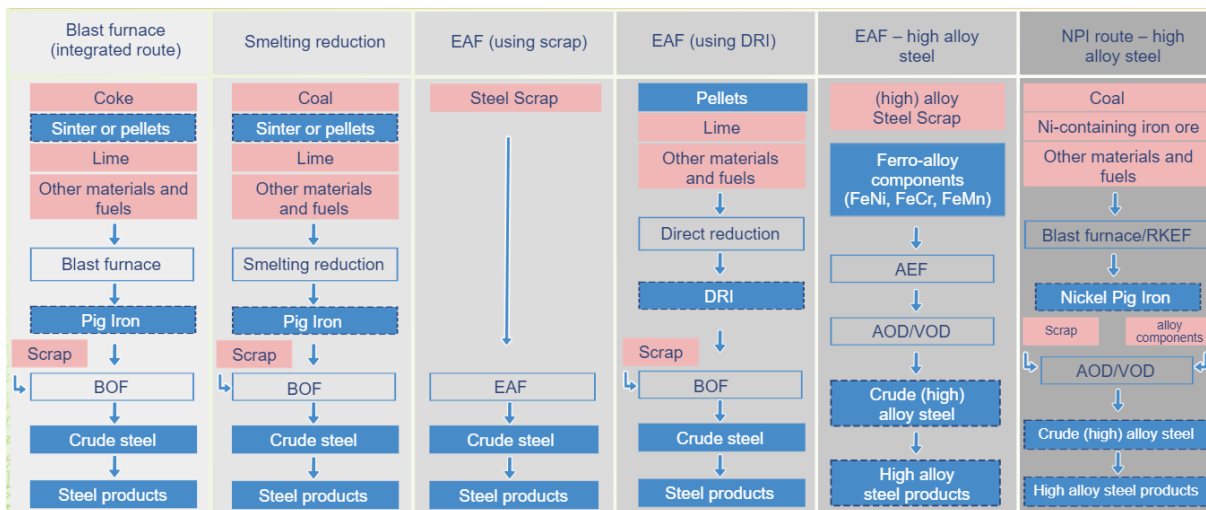 Blast furnace
(integrated route)
Smelting reduction
EAF (using scrap)
EAF (using DRI)
EAF – high alloy
steel
NPI route – high
alloy steel
Coke
Sinter or pellets
Lime
Other materials and
fuels
Blast furnace
Pig Iron
Scrap
BOF
Crude steel
Steel products
Coal
Sinter or pellets
Lime
Other materials
and fuels
Smelting reduction
Pig Iron
Scrap
BOF
Crude steel
Steel products
Steel Scrap
EAF
Crude steel
Steel products
Pellets
Lime
Other materials
and fuels
Direct reduction
DRI
Scrap
BOF
Crude steel
Steel products
(high) alloy
Steel Scrap
Ferro-alloy
components
(FeNi, FeCr, FeMn)
AEF
AOD/VOD
Crude (high)
alloy steel
High alloy
steel products
Coal
Ni-containing iron ore
Other materials and
fuels
Blast furnace/RKEF
Nickel Pig Iron
Scrap
alloy
components
AOD/VOD
Crude (high) alloy steel
High alloy steel products